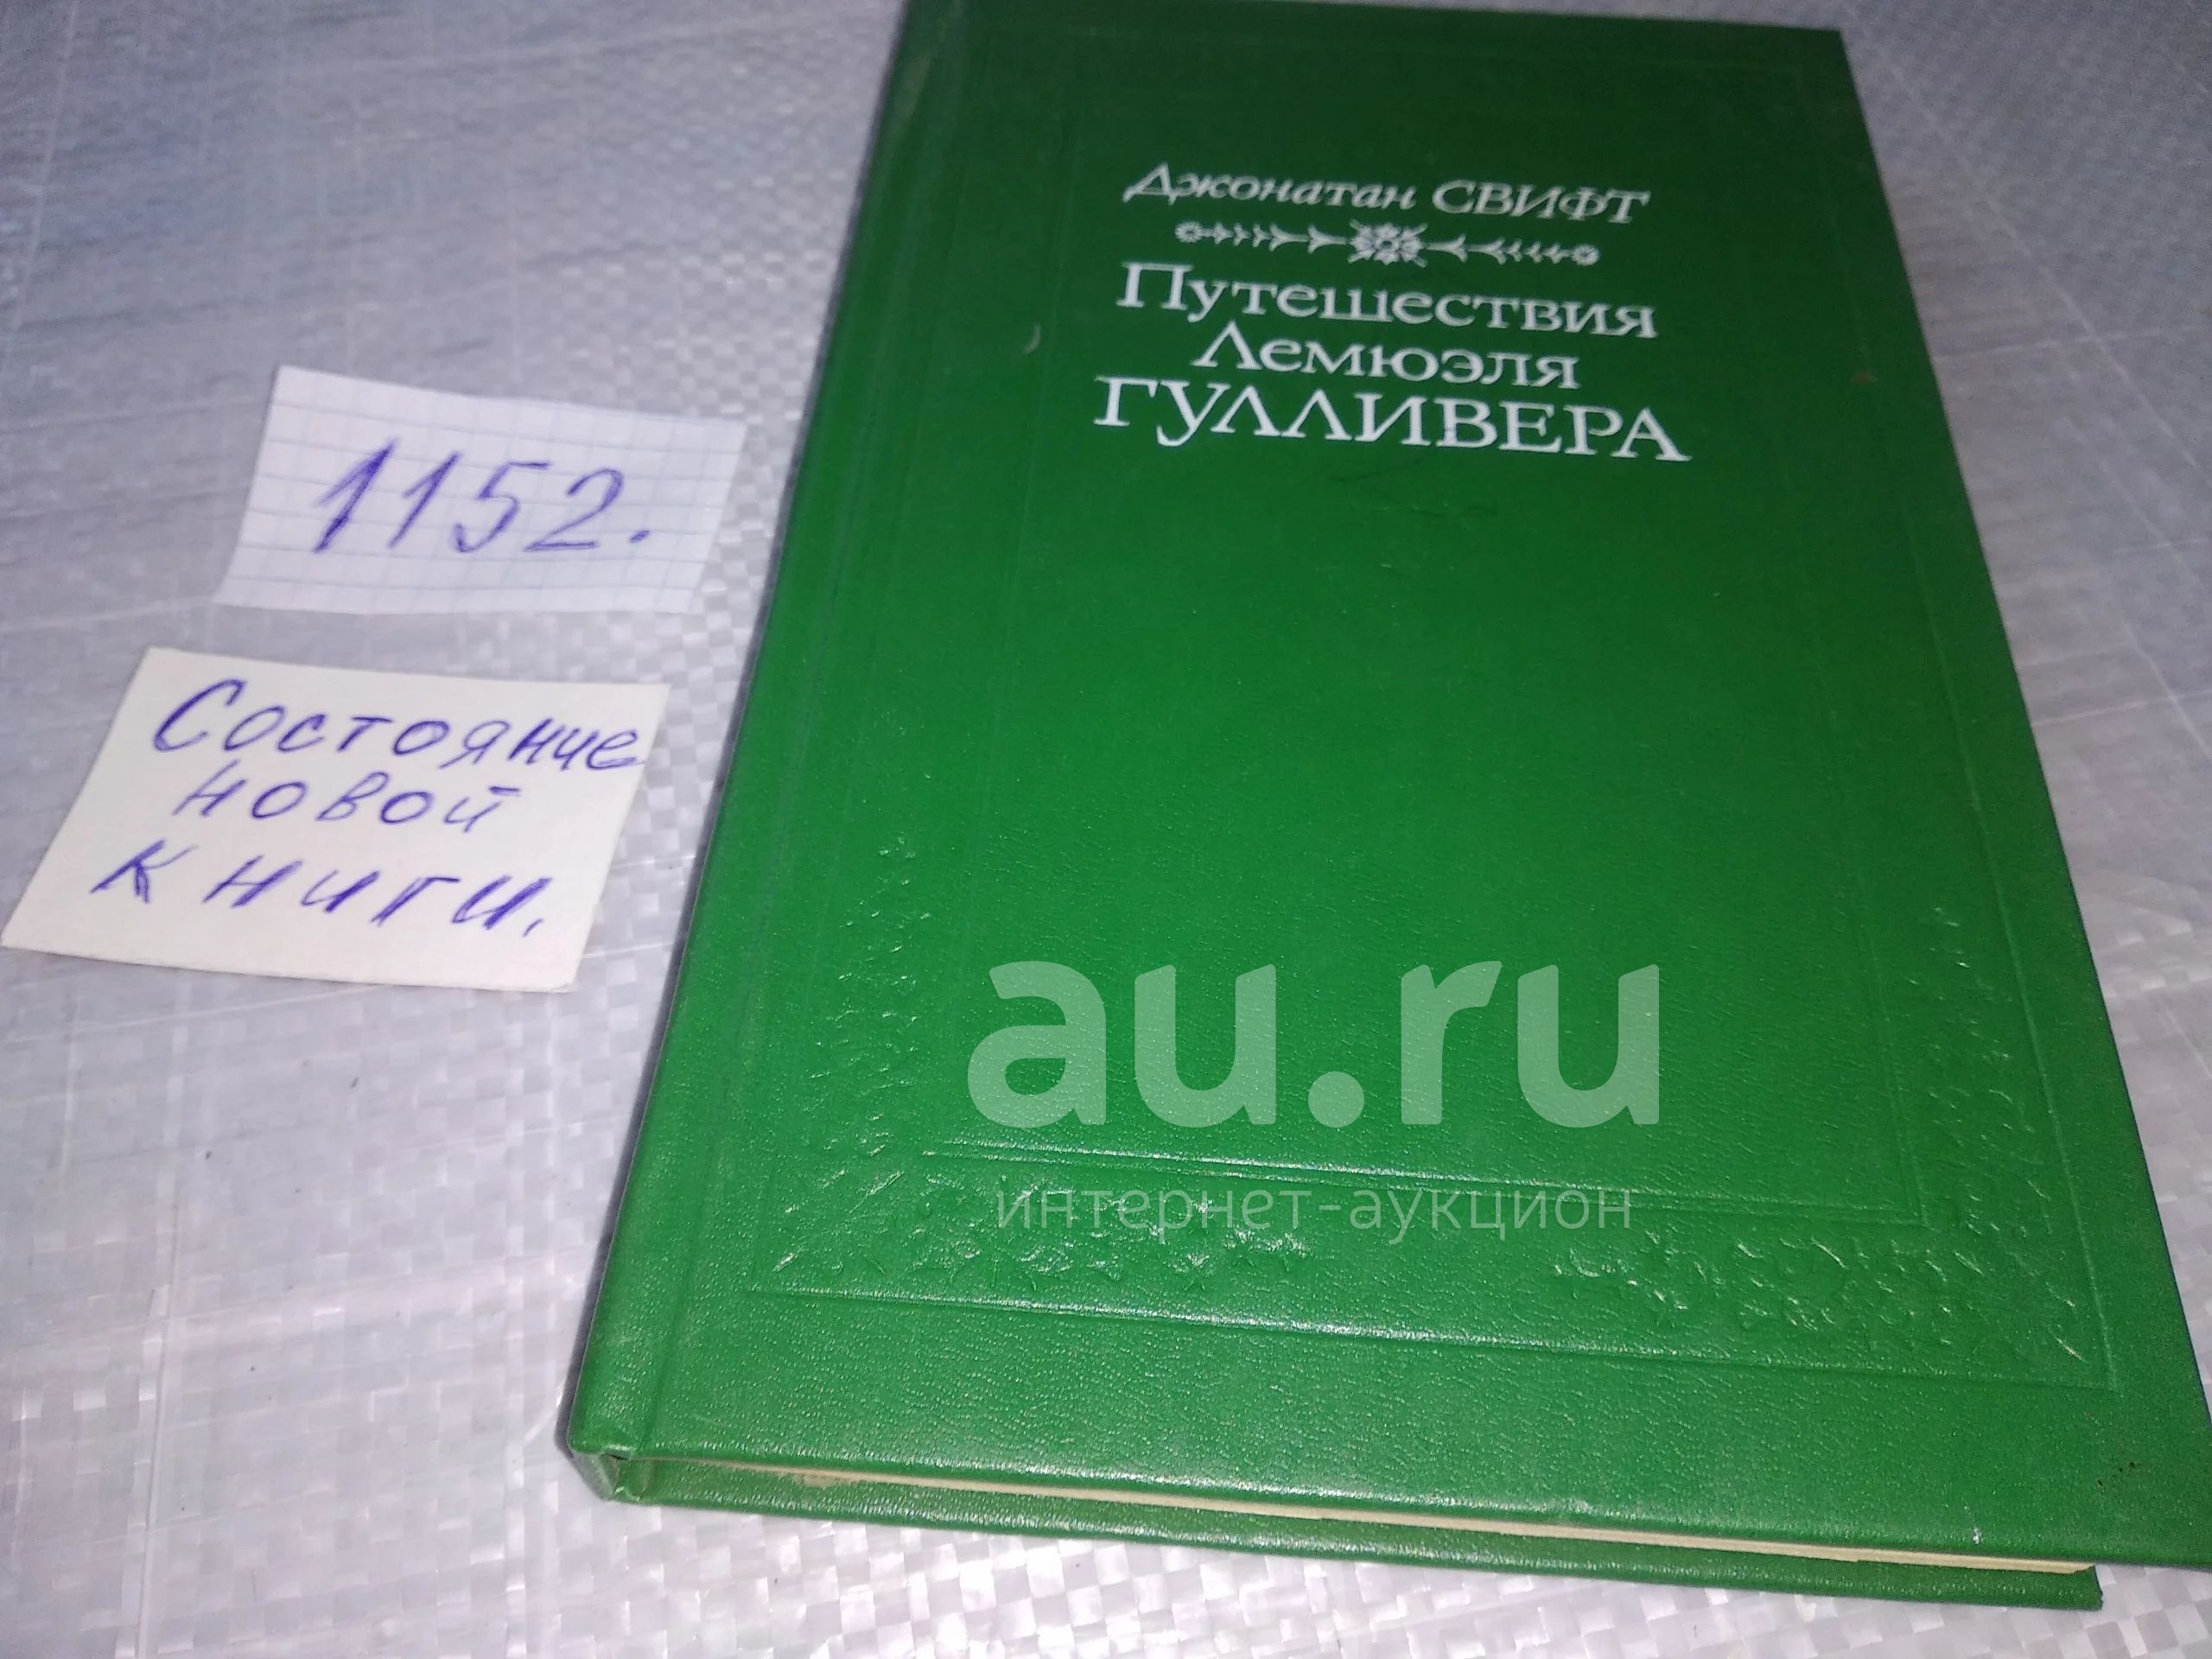 Джонатан СВИФТ
Путешествия
Лемюэля
ГУЛЛИВЕРА
1152.
Состояние
новой
книги.
au.ru
интернет-аукцион